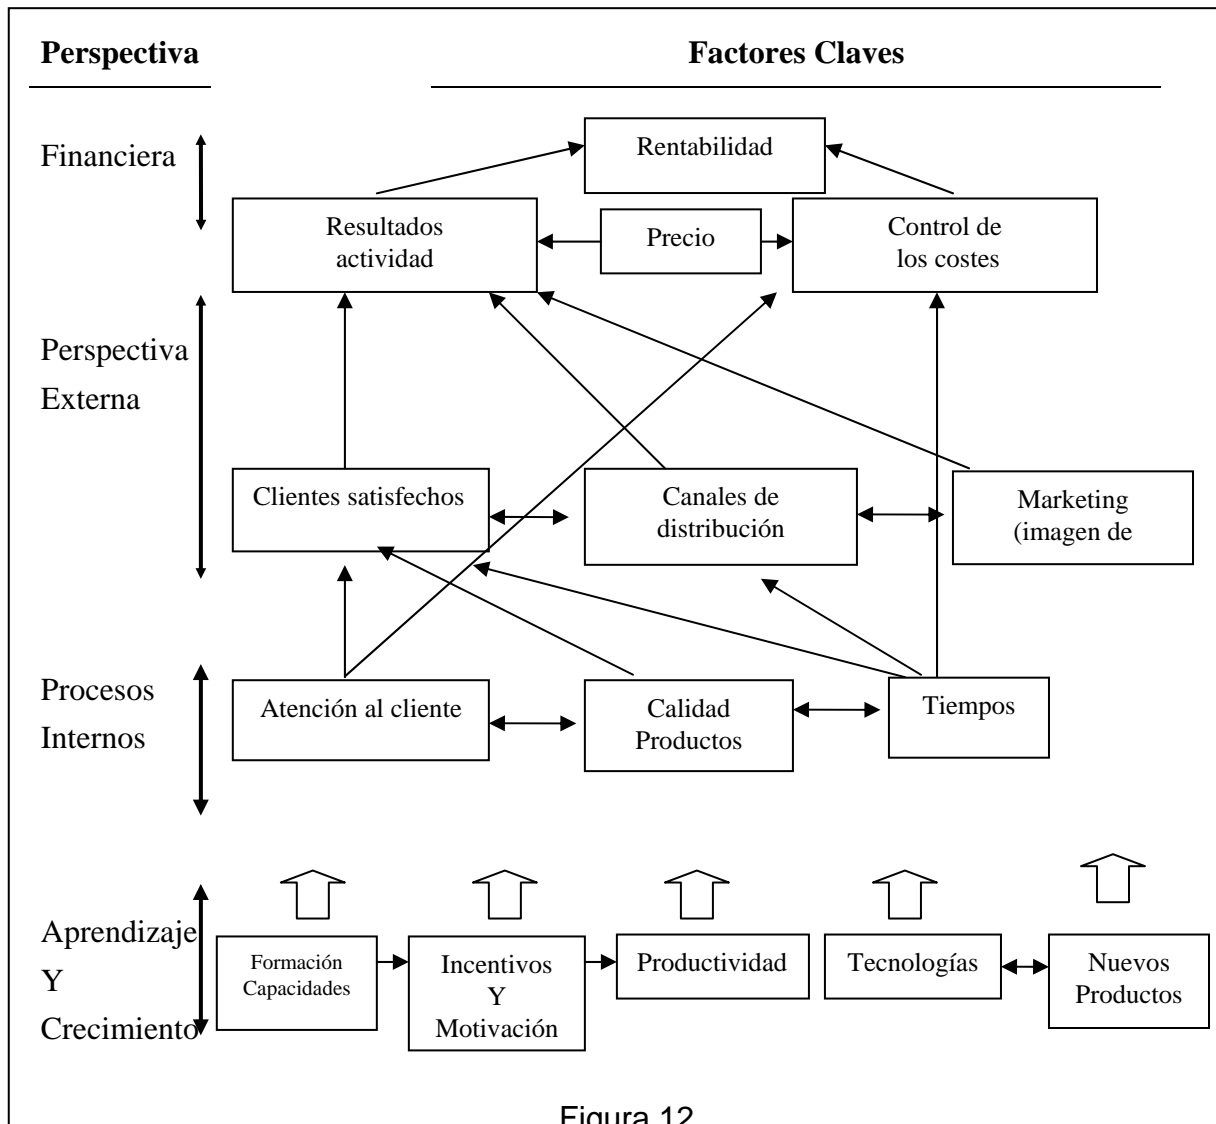 Perspectiva
Factores Claves
Financiera
Rentabilidad
Resultados
actividad
Precio
Control de
los costes
Perspectiva
Externa
Clientes satisfechos
Canales de
distribución
Marketing
(imagen de
Procesos
Internos
Atención al cliente
Calidad
Productos
Tiempos
Aprendizaje
Y
Crecimiento
Formación
Capacidades
Incentivos
Y
Motivación
Productividad
Tecnologías
Nuevos
Productos
Figura 12